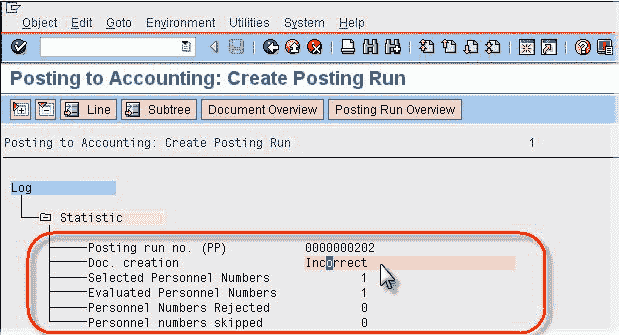 Object Edit Goto Environment Utilities System Help
Posting to Accounting: Create Posting Run
Line Subtree Document Overview Posting Run Overview
Posting to Accounting: Create Posting Run 1
Log
Statistic
Posting run no. (PP) 0000000202
Doc. creation Incorrect
Selected Personnel Numbers 1
Evaluated Personnel Numbers 1
Personnel Numbers Rejected 0
Personnel numbers skipped 0